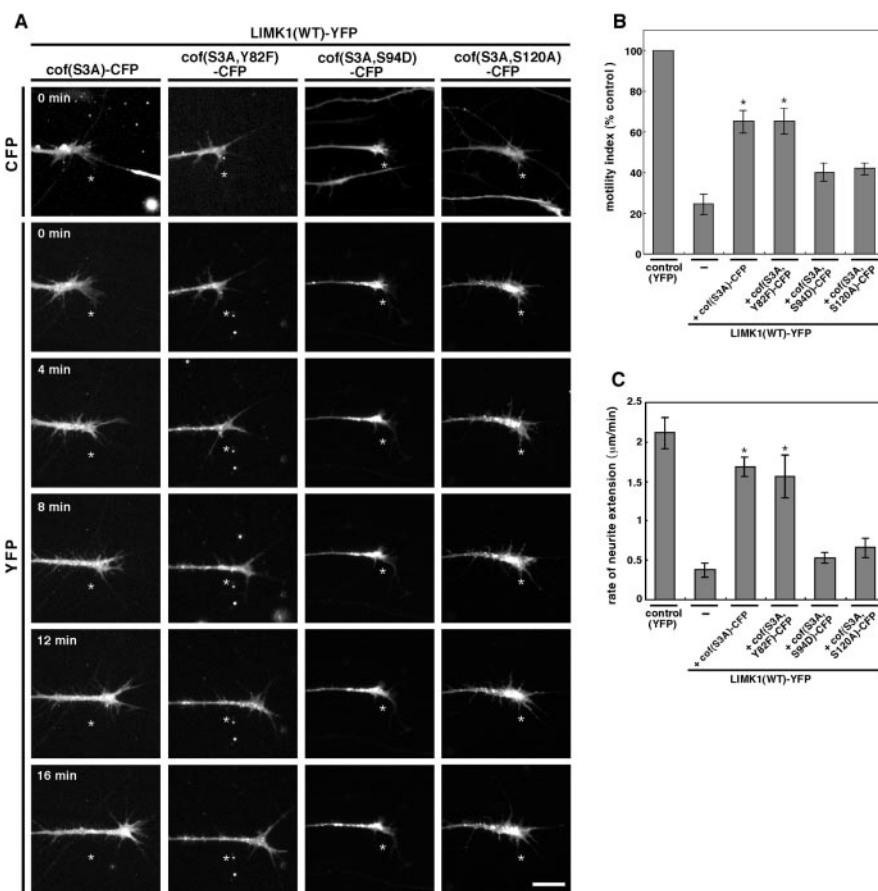 A
LIMK1(WT)-YFP
cof(S3A)-CFP
cof(S3A,Y82F)
-CFP
cof(S3A,S94D)
-CFP
cof(S3A,S120A)
-CFP
CFP
0 min
YFP
0 min
4 min
8 min
12 min
16 min
B
motility index (% control)
100
80
60
40
20
0
* *
control
(YFP)
–
+ cof(S3A)-CFP
+ cof(S3A,
Y82F)-CFP
+ cof(S3A,
S94D)-CFP
+ cof(S3A,
S120A)-CFP
LIMK1(WT)-YFP
C
rate of neurite extension (μm/min)
2.5
2
1.5
1
0.5
0
* *
control
(YFP)
–
+ cof(S3A)-CFP
+ cof(S3A,
Y82F)-CFP
+ cof(S3A,
S94D)-CFP
+ cof(S3A,
S120A)-CFP
LIMK1(WT)-YFP